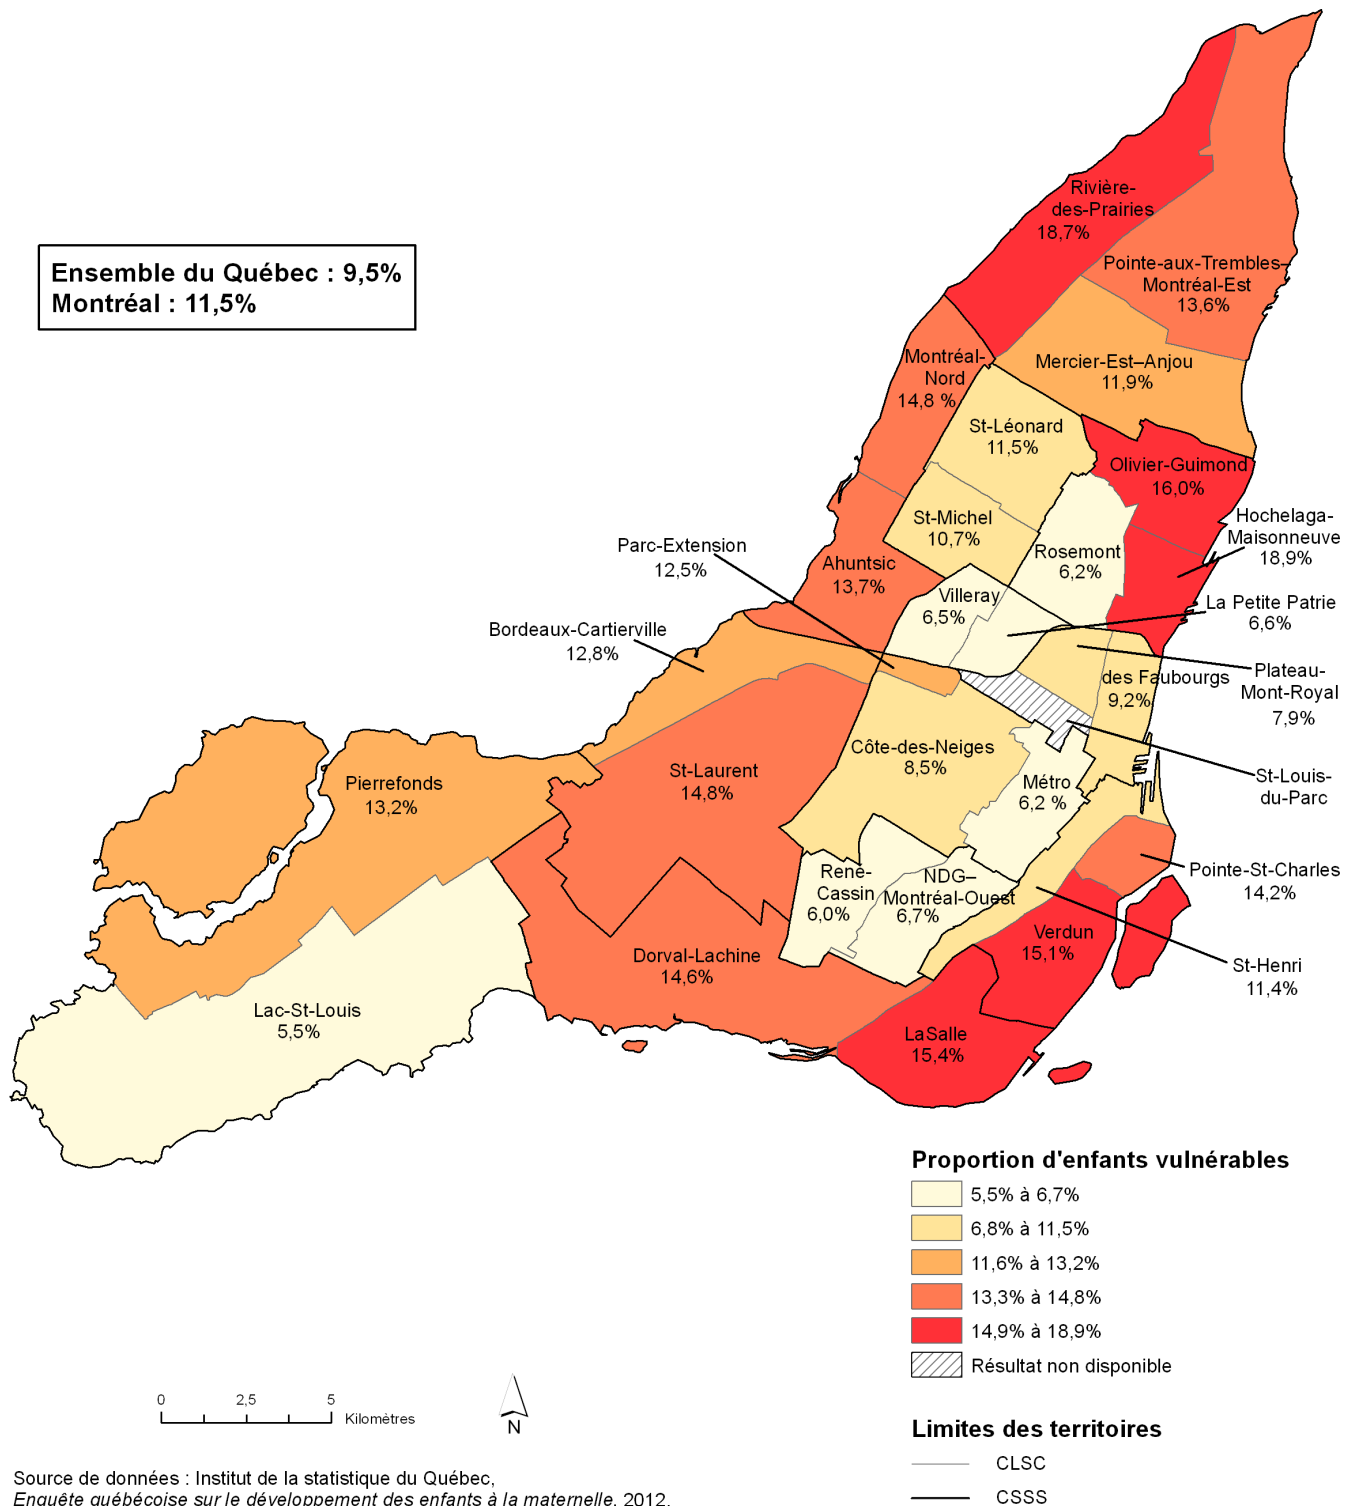 Rivière-
des-Prairies
18,7%
Ensemble du Québec : 9,5%
Montréal : 11,5%
Pointe-aux-Trembles–
Montréal-Est
13,6%
Montréal-
Nord
14,8 %
Mercier-Est–Anjou
11,9%
St-Léonard
11,5%
Olivier-Guimond
16,0%
St-Michel
10,7%
Hochelaga-
Maisonneuve
18,9%
Parc-Extension
12,5%
Ahuntsic
13,7%
Rosemont
6,2%
Villeray
6,5%
La Petite Patrie
6,6%
Bordeaux-Cartierville
12,8%
des Faubourgs
9,2%
Plateau-
Mont-Royal
7,9%
Côte-des-Neiges
8,5%
St-Laurent
14,8%
Métro
6,2 %
St-Louis-
du-Parc
Pierrefonds
13,2%
René-
Cassin
6,0%
NDG–
Montréal-Ouest
6,7%
Pointe-St-Charles
14,2%
Verdun
15,1%
Dorval-Lachine
14,6%
St-Henri
11,4%
Lac-St-Louis
5,5%
LaSalle
15,4%
Proportion d'enfants vulnérables
5,5% à 6,7%
6,8% à 11,5%
11,6% à 13,2%
13,3% à 14,8%
14,9% à 18,9%
Résultat non disponible
0 2,5 5
Kilomètres
N
Limites des territoires
CLSC
CSSS
Source de données : Institut de la statistique du Québec,
Enquête québécoise sur le développement des enfants à la maternelle, 2012.